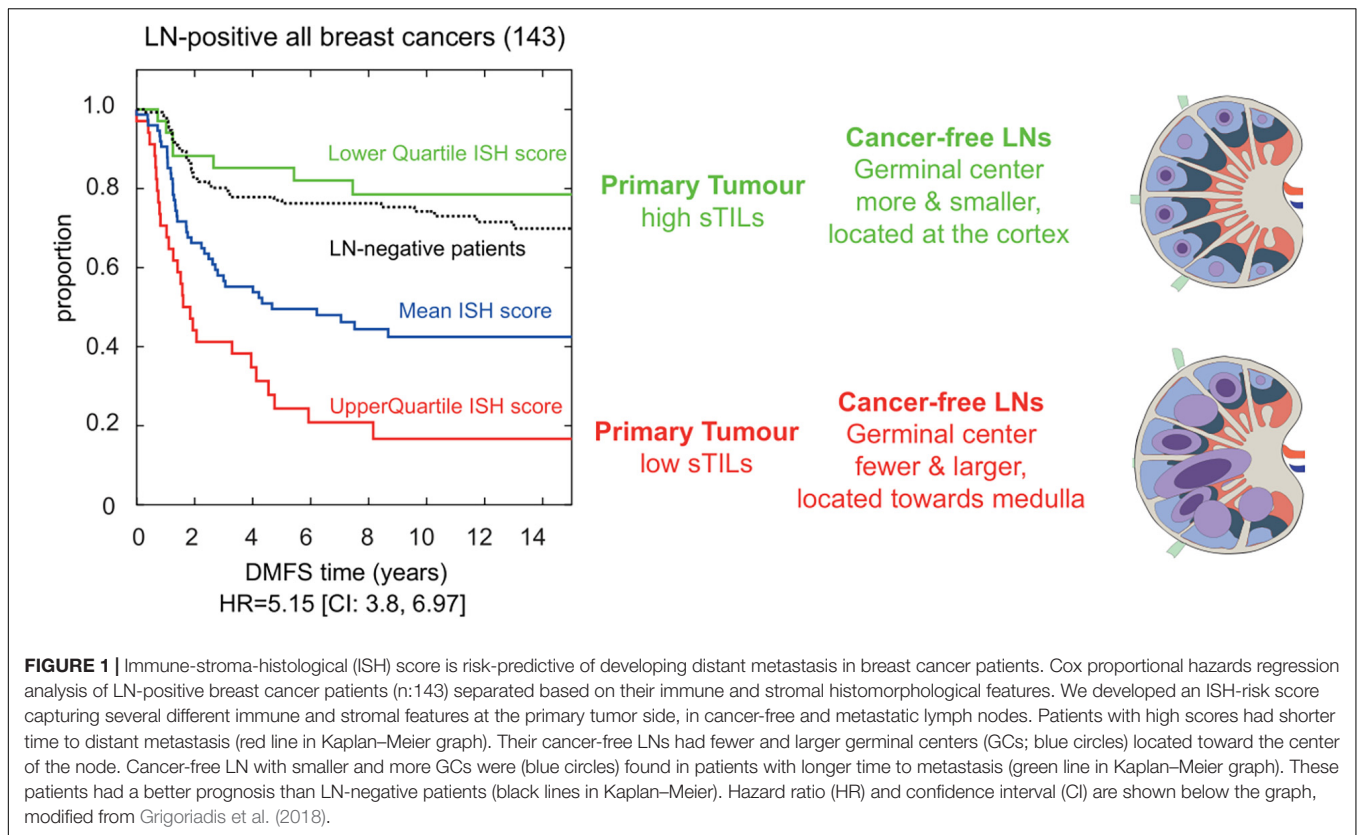 LN-positive all breast cancers (143)
1.0
0.8
0.6
0.4
0.2
0
proportion
Lower Quartile ISH score
LN-negative patients
Mean ISH score
UpperQuartile ISH score
0 2 4 6 8 10 12 14
DMFS time (years)
HR=5.15 [CI: 3.8, 6.97]
Primary Tumour
high sTILs
Cancer-free LNs
Germinal center
more & smaller,
located at the cortex
Primary Tumour
low sTILs
Cancer-free LNs
Germinal center
fewer & larger,
located towards medulla
FIGURE 1 | Immune-stroma-histological (ISH) score is risk-predictive of developing distant metastasis in breast cancer patients. Cox proportional hazards regression
analysis of LN-positive breast cancer patients (n:143) separated based on their immune and stromal histomorphological features. We developed an ISH-risk score
capturing several different immune and stromal features at the primary tumor side, in cancer-free and metastatic lymph nodes. Patients with high scores had shorter
time to distant metastasis (red line in Kaplan–Meier graph). Their cancer-free LNs had fewer and larger germinal centers (GCs; blue circles) located toward the center
of the node. Cancer-free LN with smaller and more GCs were (blue circles) found in patients with longer time to metastasis (green line in Kaplan–Meier graph). These
patients had a better prognosis than LN-negative patients (black lines in Kaplan–Meier). Hazard ratio (HR) and confidence interval (CI) are shown below the graph,
modified from Grigoriadis et al. (2018).